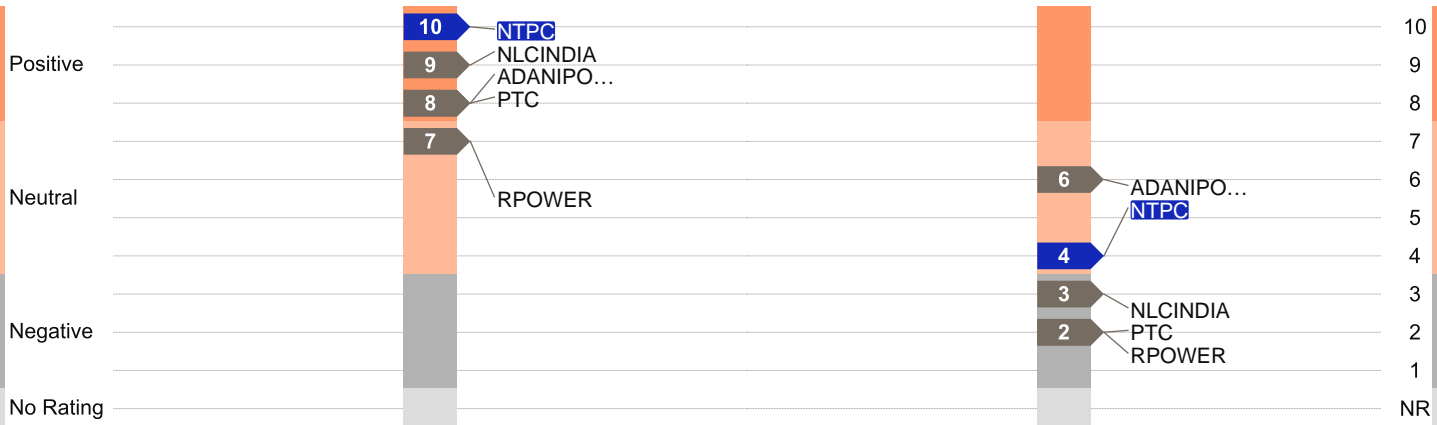 10 NTPC 10
Positive 9 NLCINDIA 9
ADANIPO...
8 PTC 8
7 7
Neutral RPOWER 6 ADANIPO... 6
NTPC 5
4 4
3 NLCINDIA 3
Negative 2 PTC 2
RPOWER
1
No Rating NR